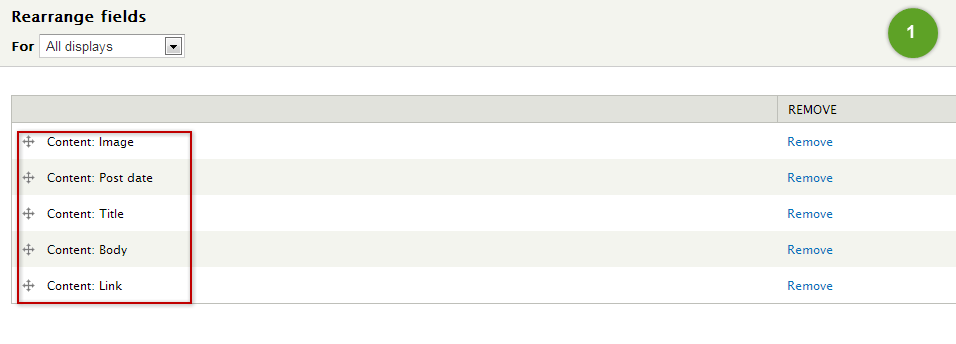 Rearrange fields
1
For All displays
REMOVE
Content: Image Remove
Content: Post date Remove
Content: Title Remove
Content: Body Remove
Content: Link Remove